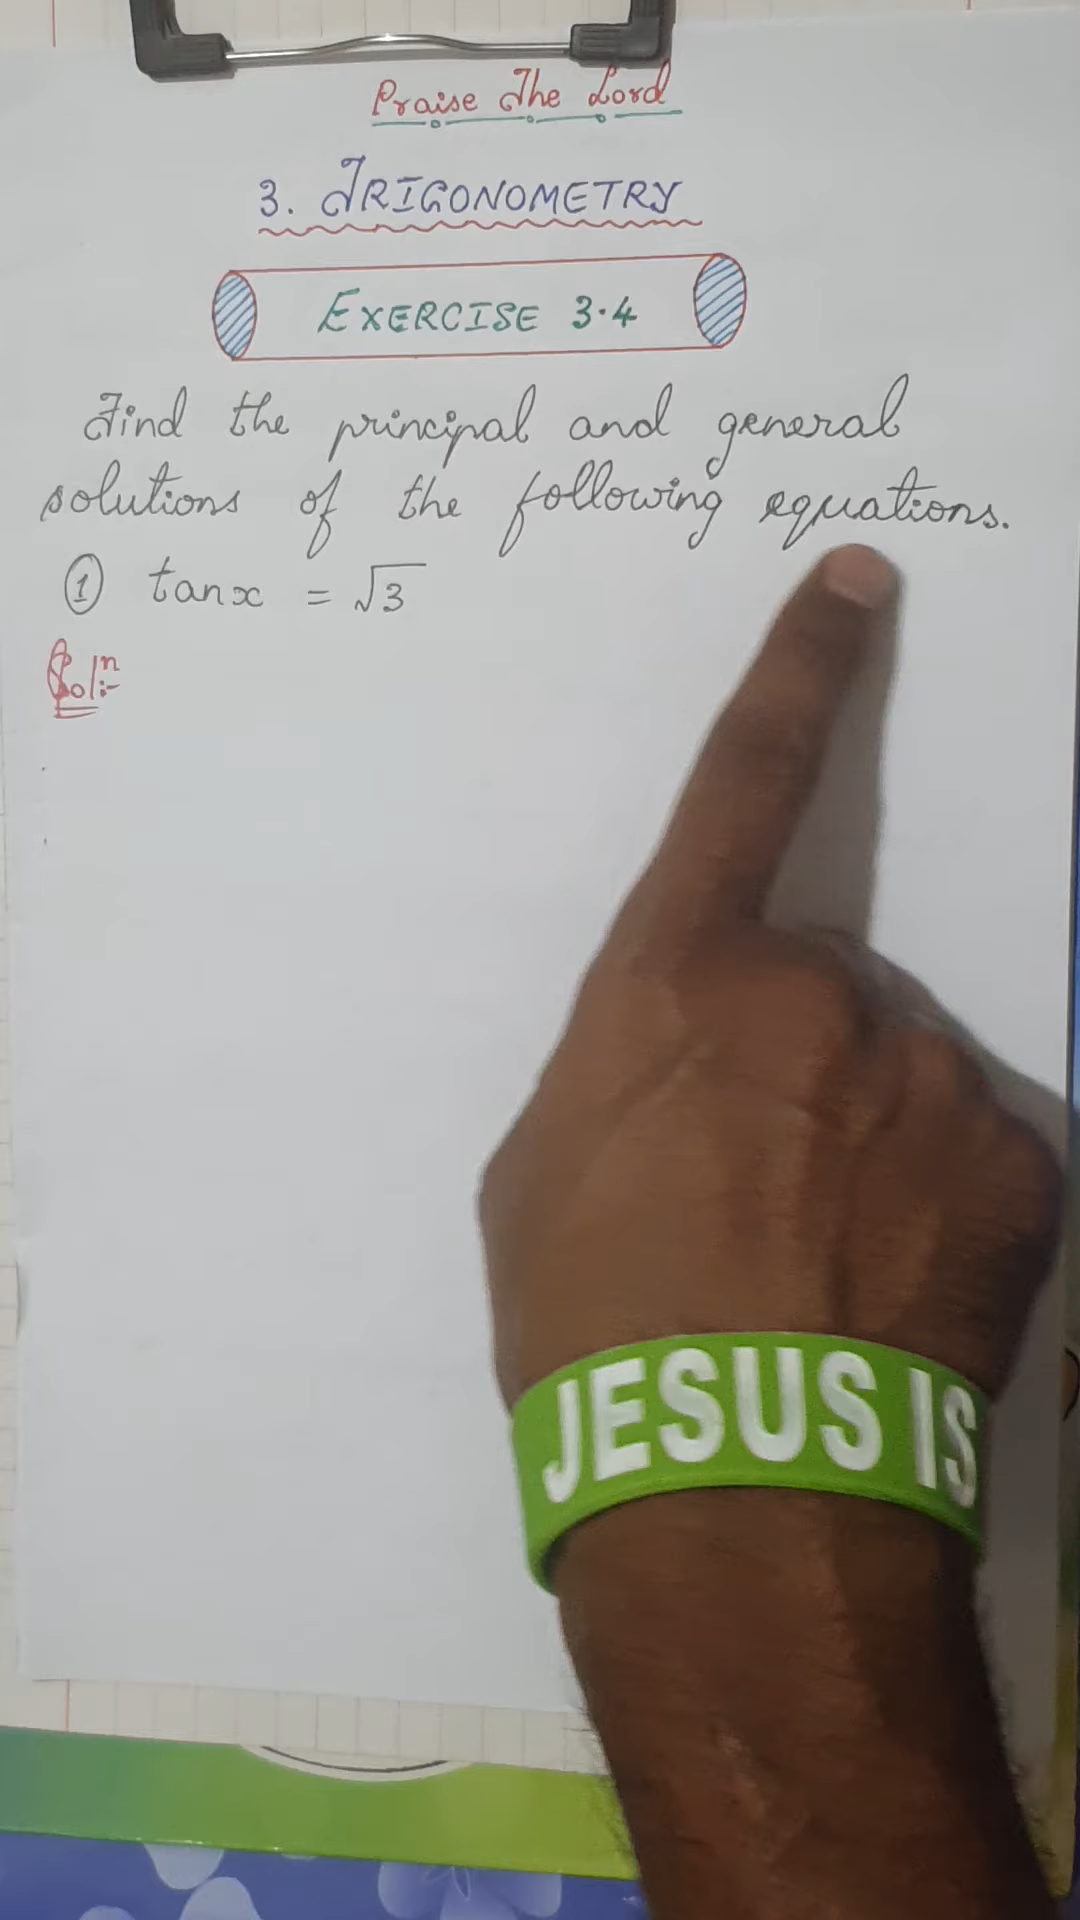 Praise The Lord
3. TRIGONOMETRY
EXERCISE 3.4
Find the principal and general
solutions of the following equations.
① tanx = √3
Solⁿ:-
JESUS IS